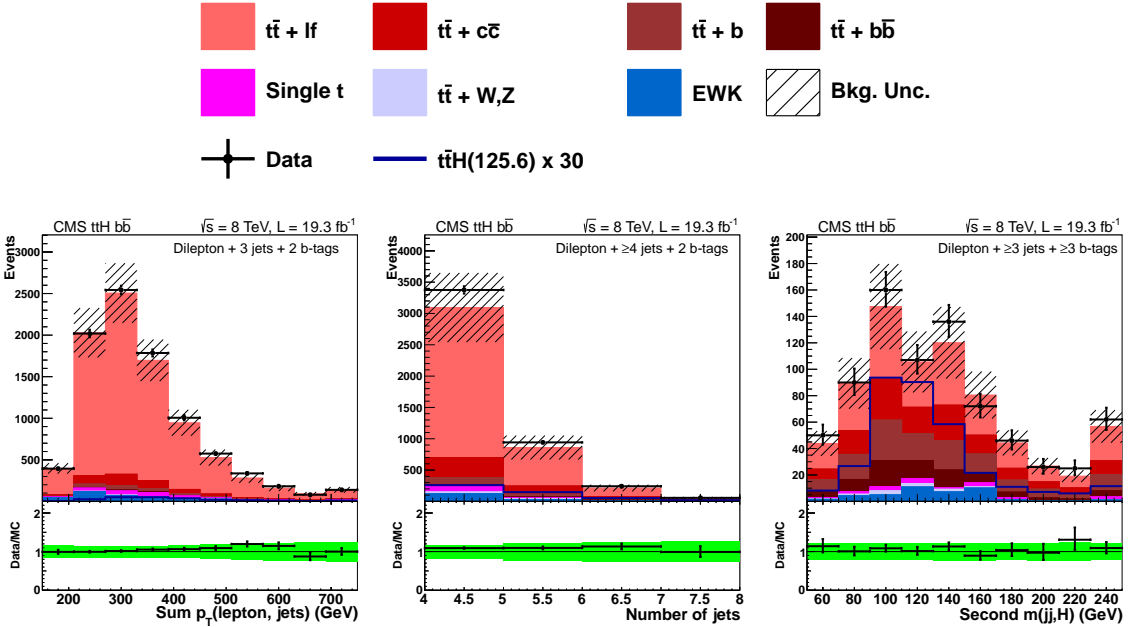 tt̄ + lf tt̄ + cc̄ tt̄ + b tt̄ + bb̄
Single t tt̄ + W,Z EWK Bkg. Unc.
Data tt̄H(125.6) x 30
CMS ttH bb̄ √s = 8 TeV, L = 19.3 fb⁻¹
Dilepton + 3 jets + 2 b-tags
Events
3000
2500
2000
1500
1000
500
Data/MC
2
1
0
200 300 400 500 600 700
Sum p_T(lepton, jets) (GeV)
CMS ttH bb̄ √s = 8 TeV, L = 19.3 fb⁻¹
Dilepton + ≥4 jets + 2 b-tags
Events
4000
3500
3000
2500
2000
1500
1000
500
0
Data/MC
2
1
0
4 4.5 5 5.5 6 6.5 7 7.5 8
Number of jets
CMS ttH bb̄ √s = 8 TeV, L = 19.3 fb⁻¹
Dilepton + ≥3 jets + ≥3 b-tags
Events
200
180
160
140
120
100
80
60
40
20
Data/MC
2
1
0
60 80 100 120 140 160 180 200 220 240
Second m(jj,H) (GeV)